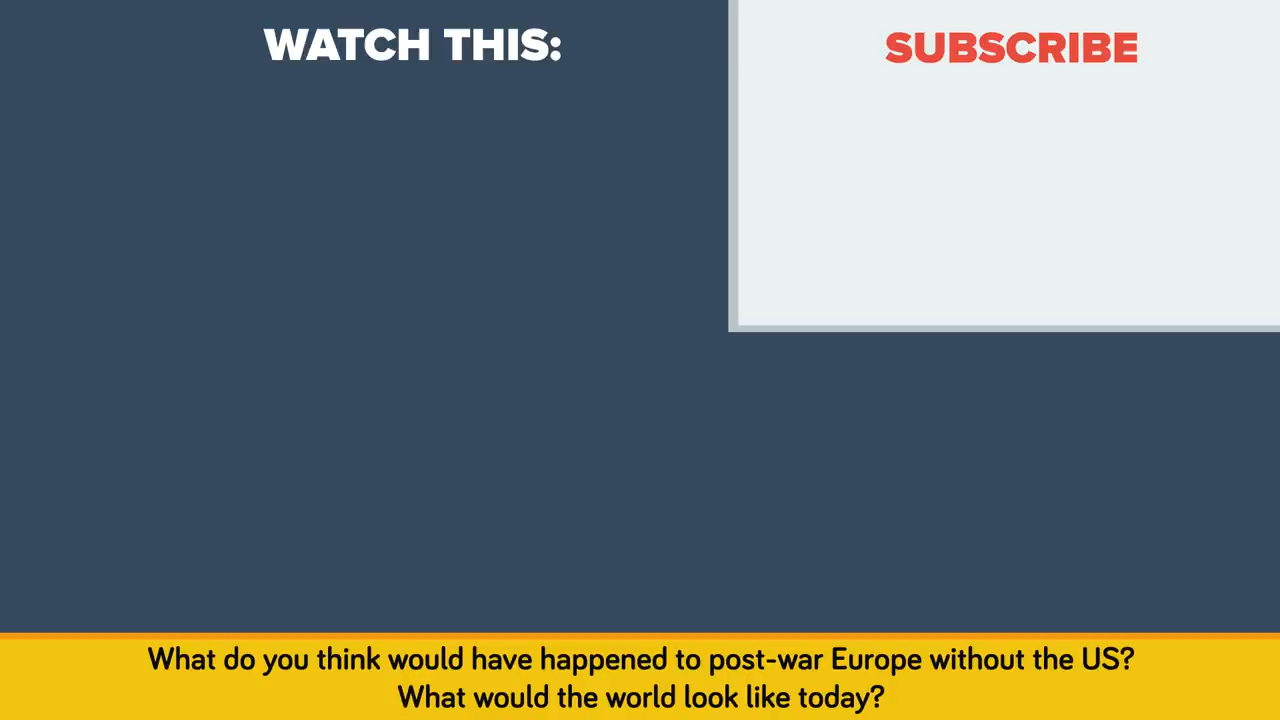 WATCH THIS:
SUBSCRIBE
What do you think would have happened to post-war Europe without the US?
What would the world look like today?